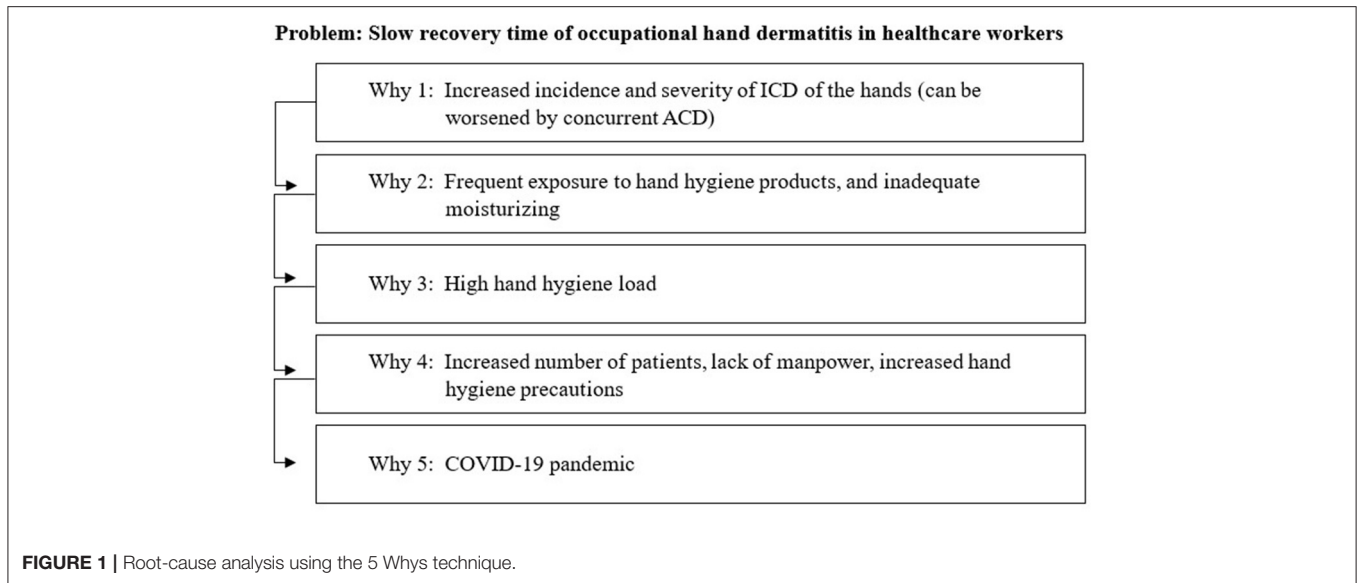 Problem: Slow recovery time of occupational hand dermatitis in healthcare workers
Why 1: Increased incidence and severity of ICD of the hands (can be
worsened by concurrent ACD)
Why 2: Frequent exposure to hand hygiene products, and inadequate
moisturizing
Why 3: High hand hygiene load
Why 4: Increased number of patients, lack of manpower, increased hand
hygiene precautions
Why 5: COVID-19 pandemic
FIGURE 1 | Root-cause analysis using the 5 Whys technique.